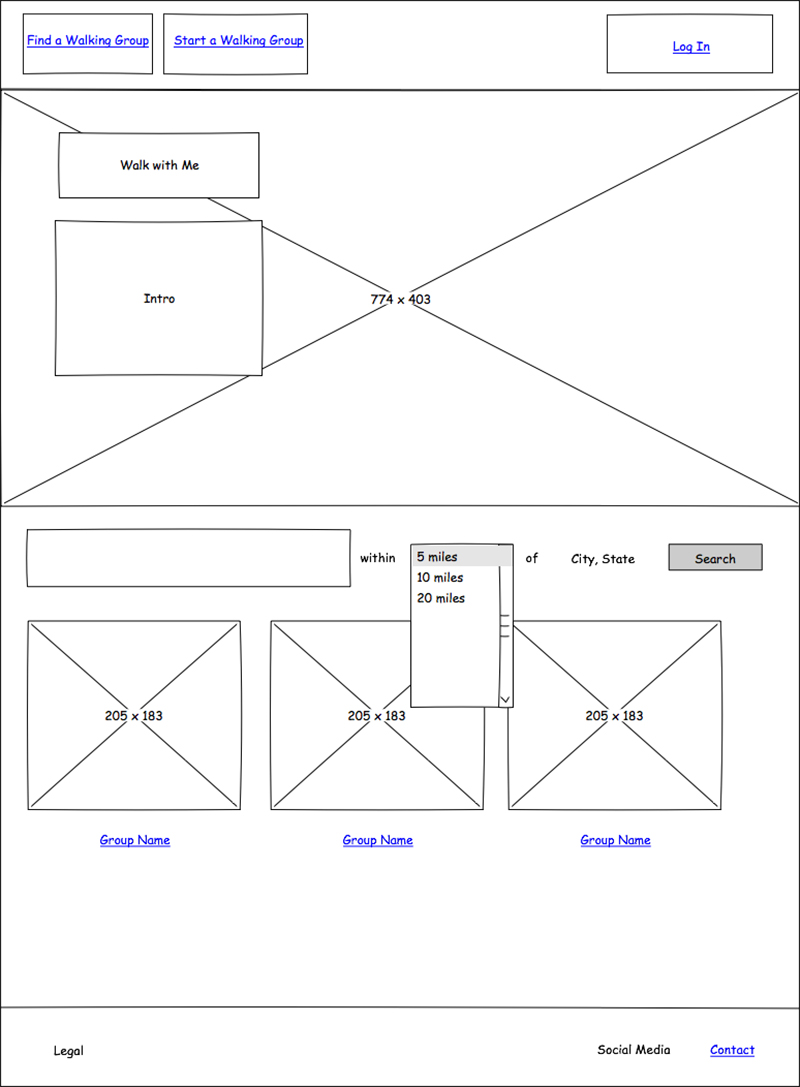 Find a Walking Group
Start a Walking Group
Log In
Walk with Me
Intro
774 x 403
within
5 miles
10 miles
20 miles
of
City, State
Search
205 x 183
205 x 183
205 x 183
Group Name
Group Name
Group Name
Legal
Social Media
Contact